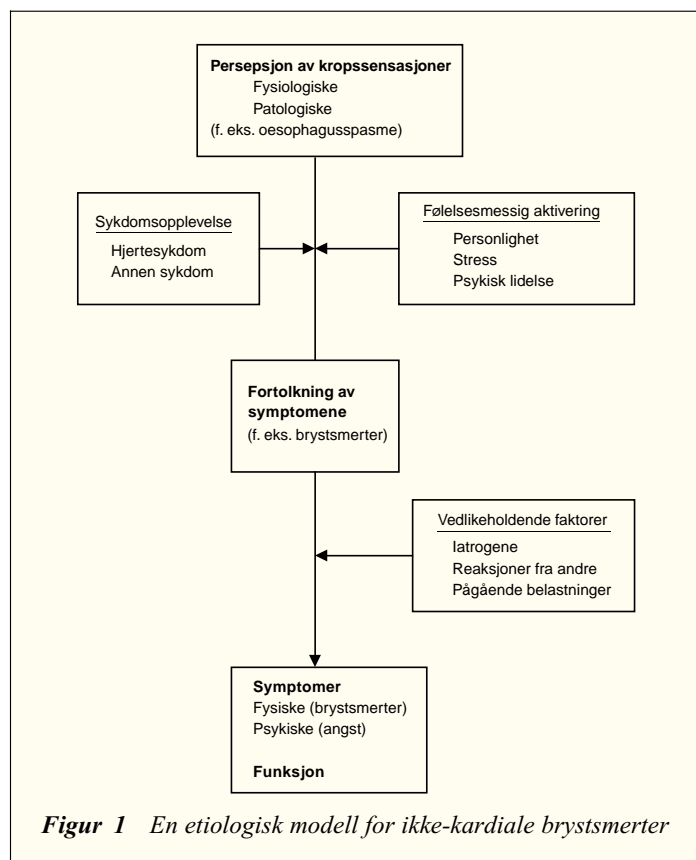 Persepsjon av kropssensasjoner
Fysiologiske
Patologiske
(f. eks. oesophagusspasme)
Sykdomsopplevelse
Hjertesykdom
Annen sykdom
Følelsesmessig aktivering
Personlighet
Stress
Psykisk lidelse
Fortolkning av
symptomene
(f. eks. brystsmerter)
Vedlikeholdende faktorer
Iatrogene
Reaksjoner fra andre
Pågående belastninger
Symptomer
Fysiske (brystsmerter)
Psykiske (angst)
Funksjon
Figur 1 En etiologisk modell for ikke-kardiale brystsmerter